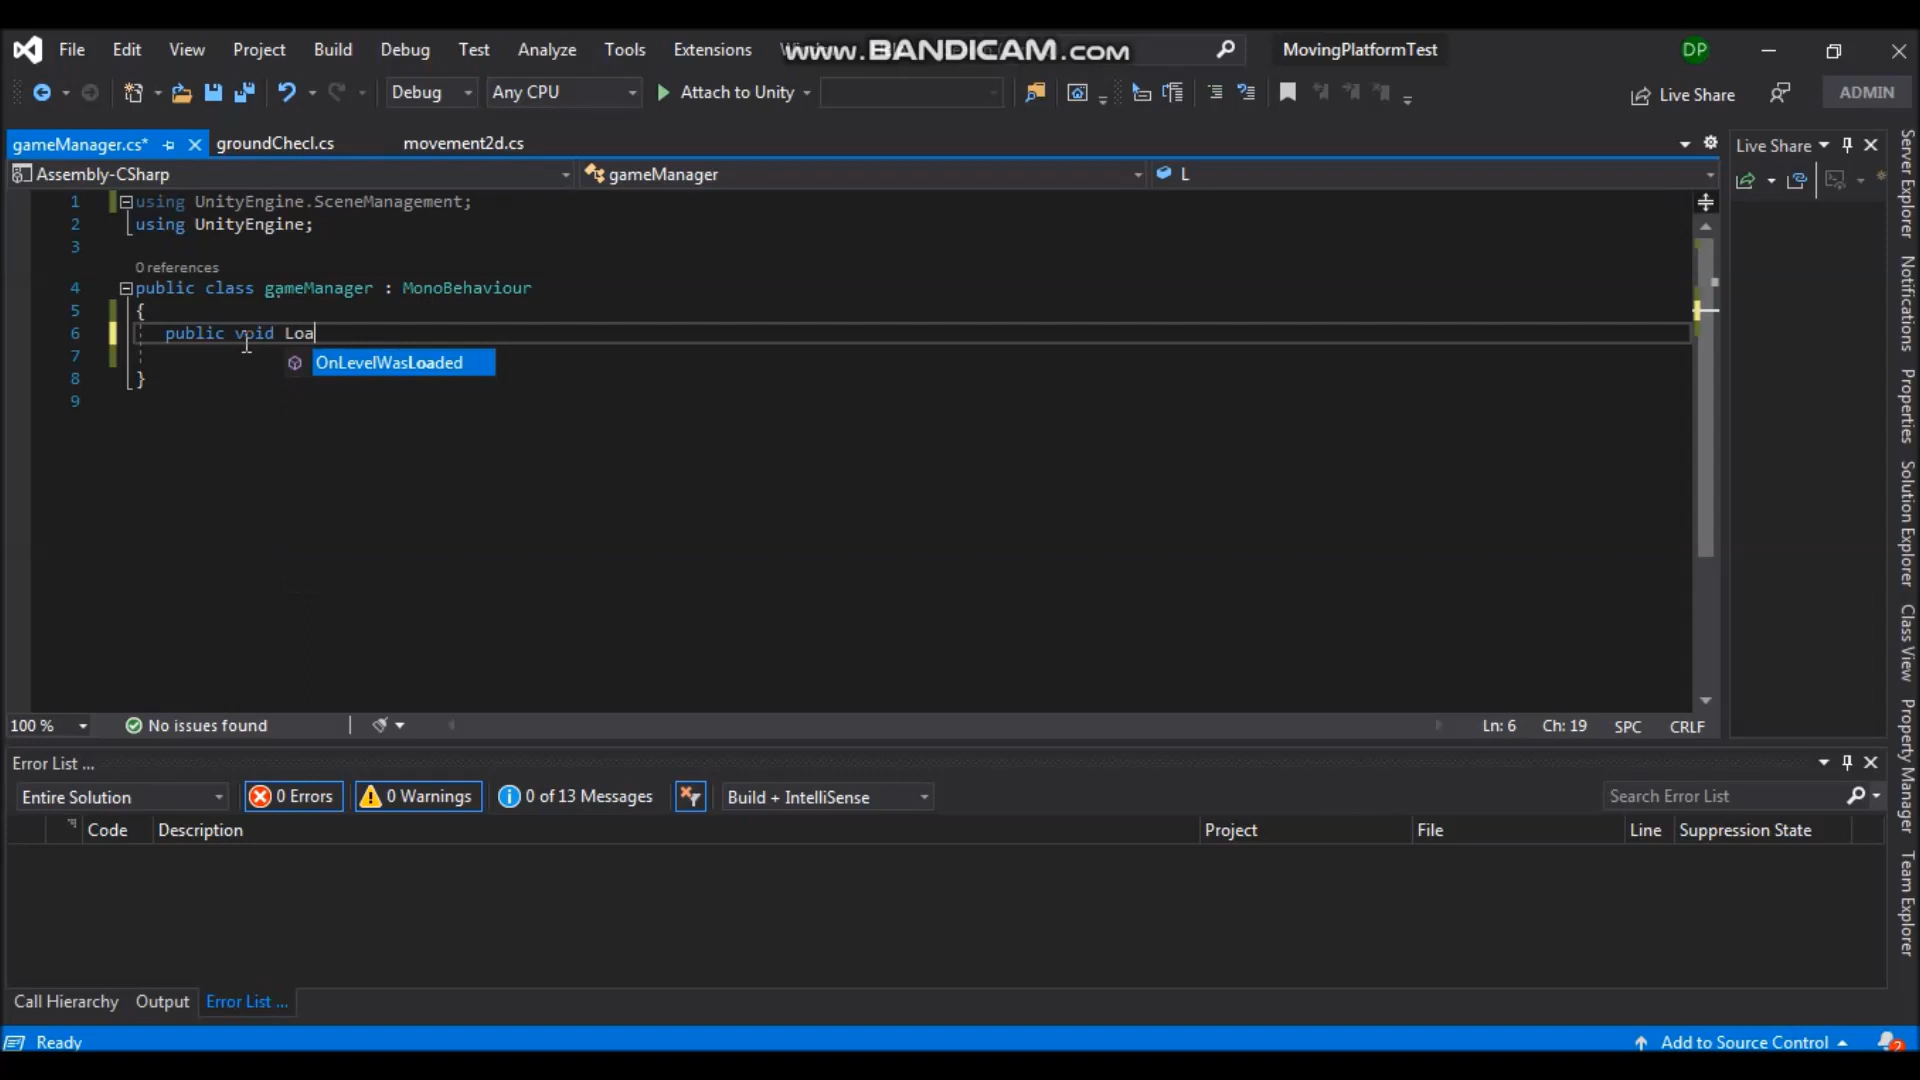 File Edit View Project Build Debug Test Analyze Tools Extensions www.BANDICAM.com MovingPlatformTest DP
Debug Any CPU Attach to Unity Live Share ADMIN
gameManager.cs* groundChecl.cs movement2d.cs Live Share
Assembly-CSharp gameManager L
1 using UnityEngine.SceneManagement;
2 using UnityEngine;
3
0 references
4 public class gameManager : MonoBehaviour
5 {
6 public void Loa
7 OnLevelWasLoaded
8 }
9
Server Explorer
Notifications
Properties
Solution Explorer
Class View
Property Manager
Team Explorer
100 % No issues found Ln: 6 Ch: 19 SPC CRLF
Error List ...
Entire Solution 0 Errors 0 Warnings 0 of 13 Messages Build + IntelliSense Search Error List
Code Description Project File Line Suppression State
Call Hierarchy Output Error List ...
Ready Add to Source Control 2